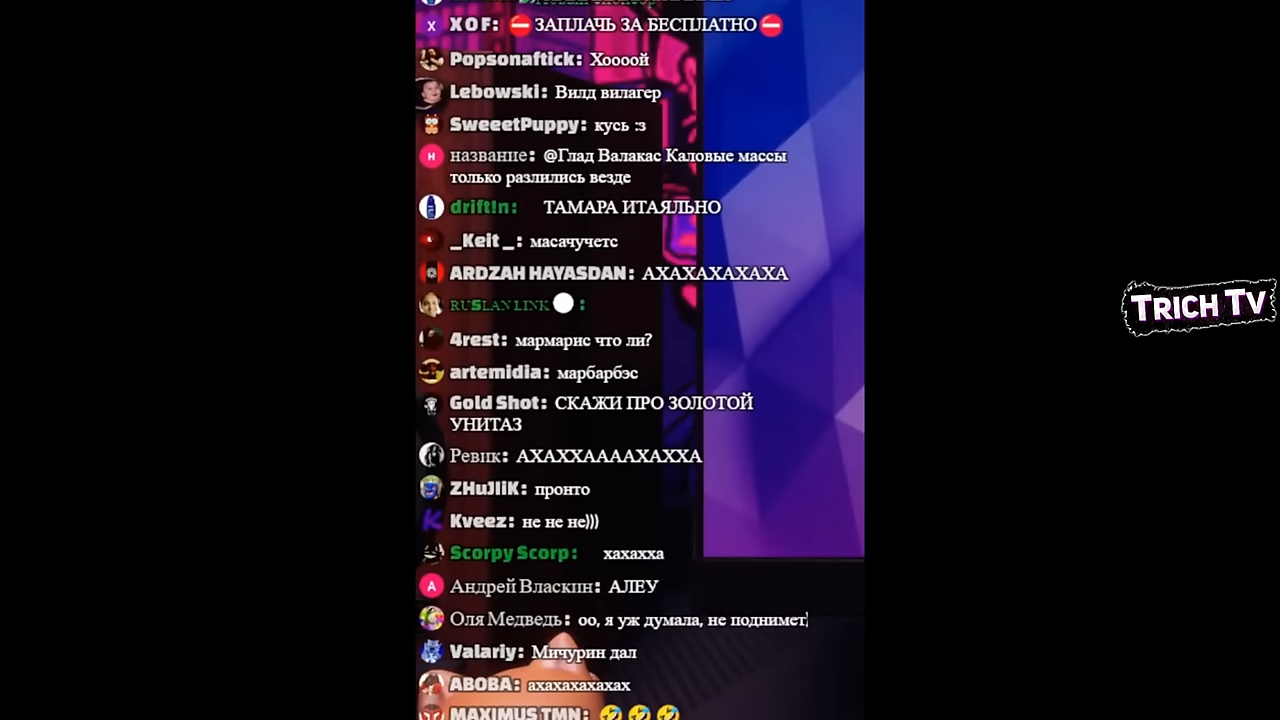 XOF: ⛔ЗАПЛАЧЬ ЗА БЕСПЛАТНО⛔
Popsonaftick: Хоооой
Lebowski: Вилд вилагер
SweeetPuppy: кусь :з
название: @Глад Валакас Каловые массы
только разлились везде
drift!n: ТАМАРА ИТАЯЛЬНО
_Keit_: масачучетс
ARDZAH HAYASDAN: АХАХАХАХАХА
RUSLAN LINK :
4rest: мармарис что ли?
artemidia: марбарбэс
Gold Shot: СКАЖИ ПРО ЗОЛОТОЙ
УНИТАЗ
Ревик: АХАХХААААХАХХА
ZHuJIiK: пронто
Kveez: не не не)))
Scorpy Scorp: хахахха
Андрей Власкин: АЛЕУ
Оля Медведь: оо, я уж думала, не поднимет
Valariy: Мичурин дал
ABOBA: ахахахахахах
MAXIMUS TMN: 🤣🤣🤣
TRICH TV